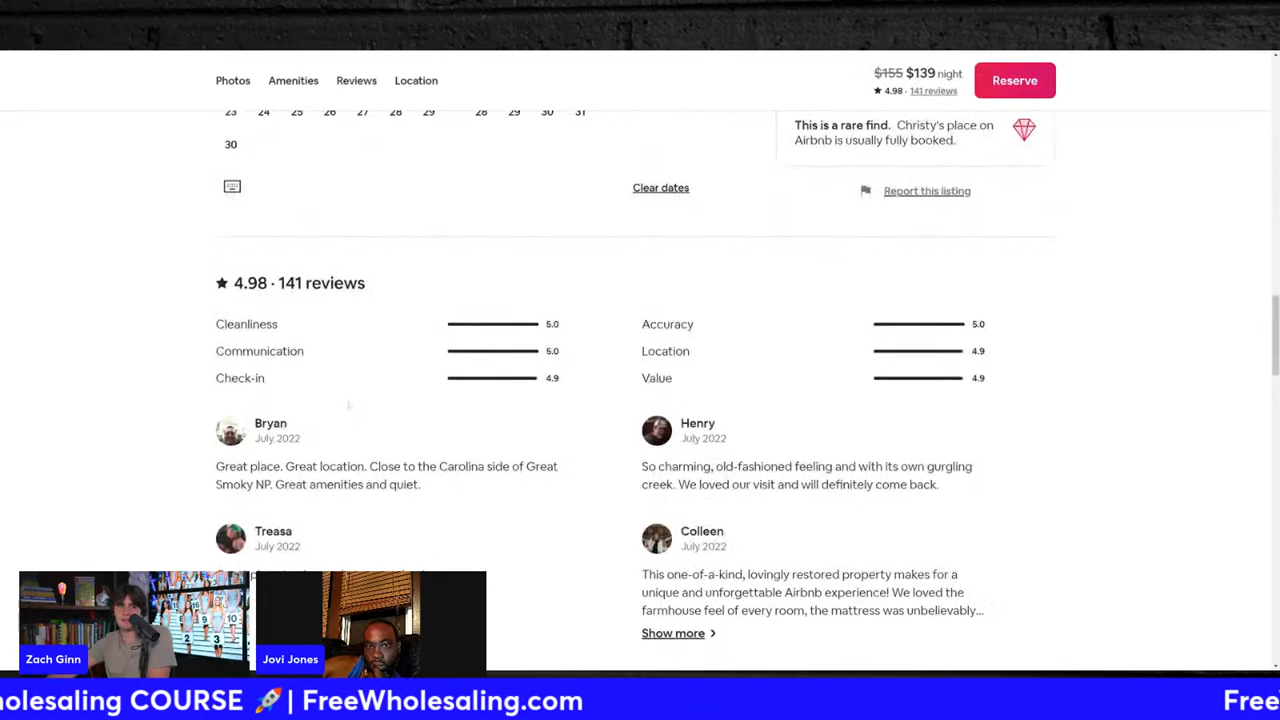 Photos Amenities Reviews Location
$155 $139 night
★ 4.98 · 141 reviews
Reserve
23 24 25 26 27 28 29 28 29 30 31
30
This is a rare find. Christy's place on
Airbnb is usually fully booked.
Clear dates
Report this listing
★ 4.98 · 141 reviews
Cleanliness 5.0
Accuracy 5.0
Communication 5.0
Location 4.9
Check-in 4.9
Value 4.9
Bryan
July 2022
Great place. Great location. Close to the Carolina side of Great
Smoky NP. Great amenities and quiet.
Henry
July 2022
So charming, old-fashioned feeling and with its own gurgling
creek. We loved our visit and will definitely come back.
Treasa
July 2022
Colleen
July 2022
This one-of-a-kind, lovingly restored property makes for a
unique and unforgettable Airbnb experience! We loved the
farmhouse feel of every room, the mattress was unbelievably…
Show more >
Zach Ginn
Jovi Jones
olesaling COURSE 🚀 | FreeWholesaling.com
Free